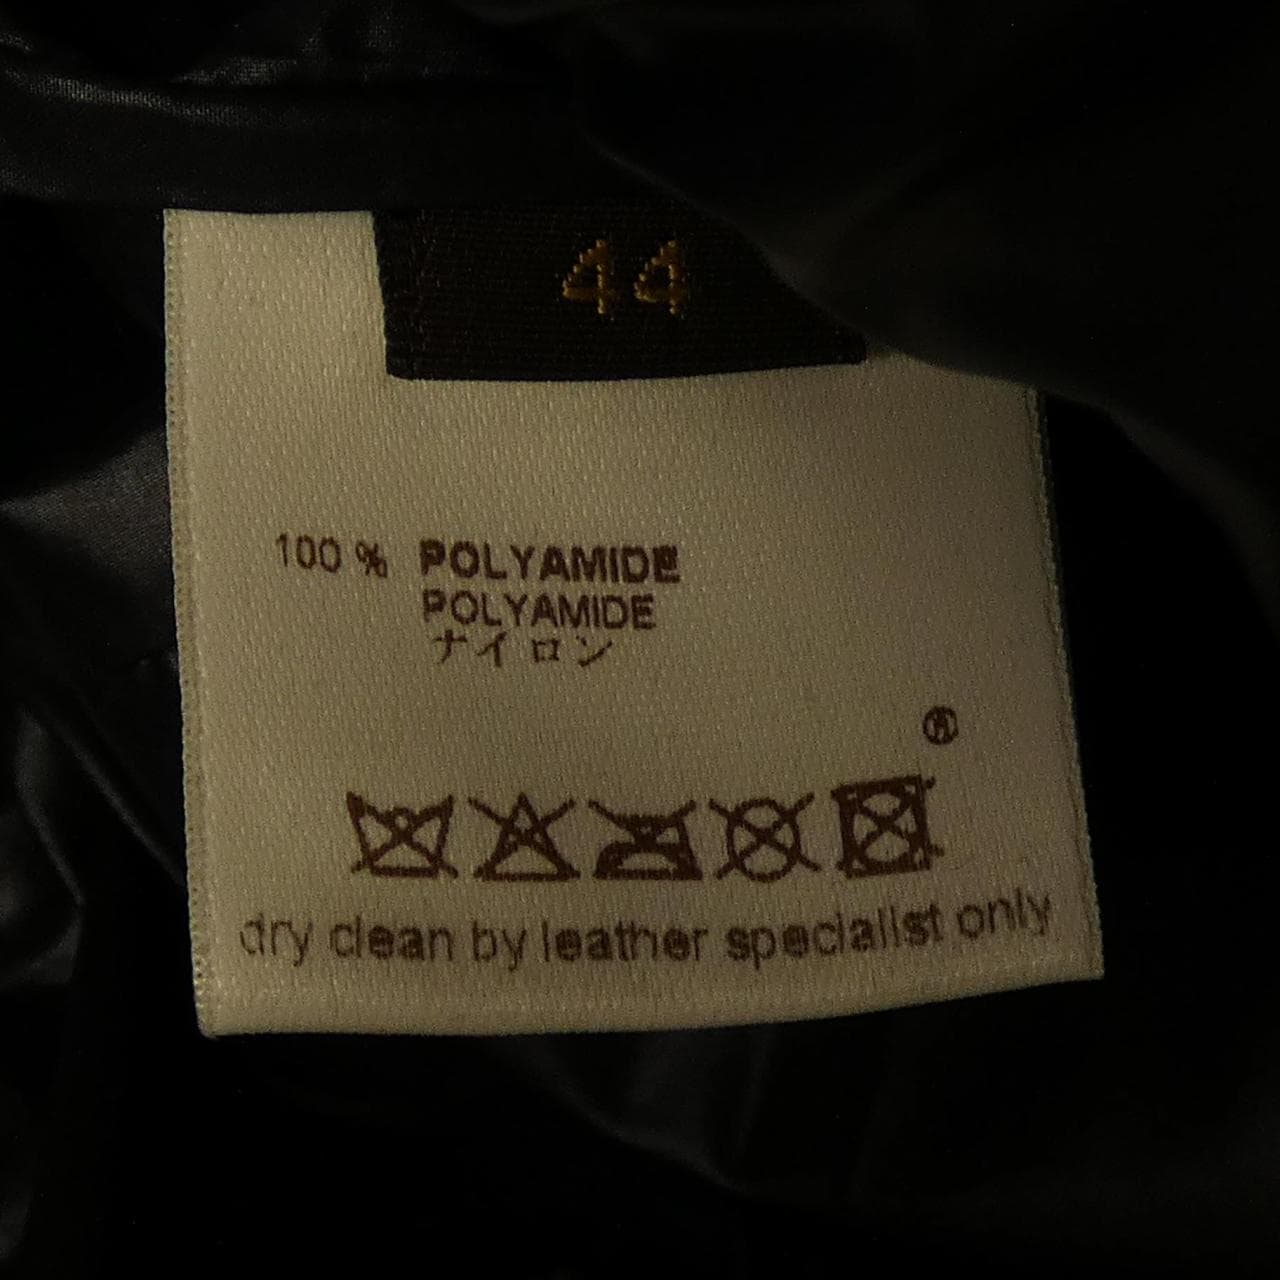 44
100 % POLYAMIDE
POLYAMIDE
ナイロン
®
dry clean by leather specialist only